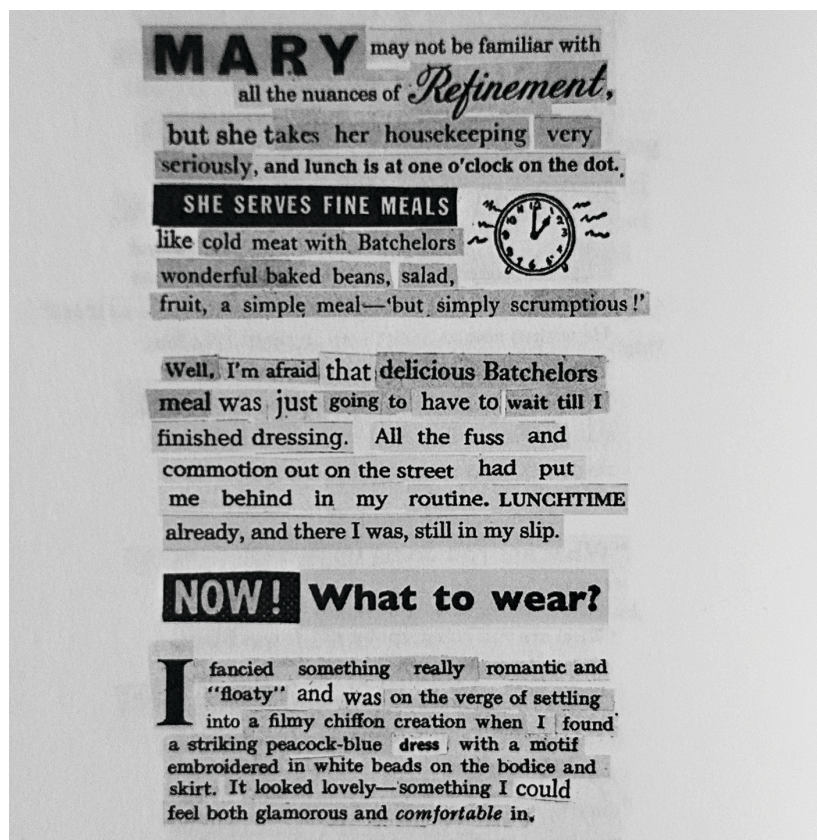 MARY may not be familiar with
all the nuances of Refinement,
but she takes her housekeeping very
seriously, and lunch is at one o'clock on the dot.
SHE SERVES FINE MEALS
like cold meat with Batchelors
wonderful baked beans, salad,
fruit, a simple meal—'but simply scrumptious!'
Well, I'm afraid that delicious Batchelors
meal was just going to have to wait till I
finished dressing. All the fuss and
commotion out on the street had put
me behind in my routine. LUNCHTIME
already, and there I was, still in my slip.
NOW! What to wear?
I fancied something really romantic and
"floaty" and was on the verge of settling
into a filmy chiffon creation when I found
a striking peacock-blue dress with a motif
embroidered in white beads on the bodice and
skirt. It looked lovely—something I could
feel both glamorous and comfortable in.